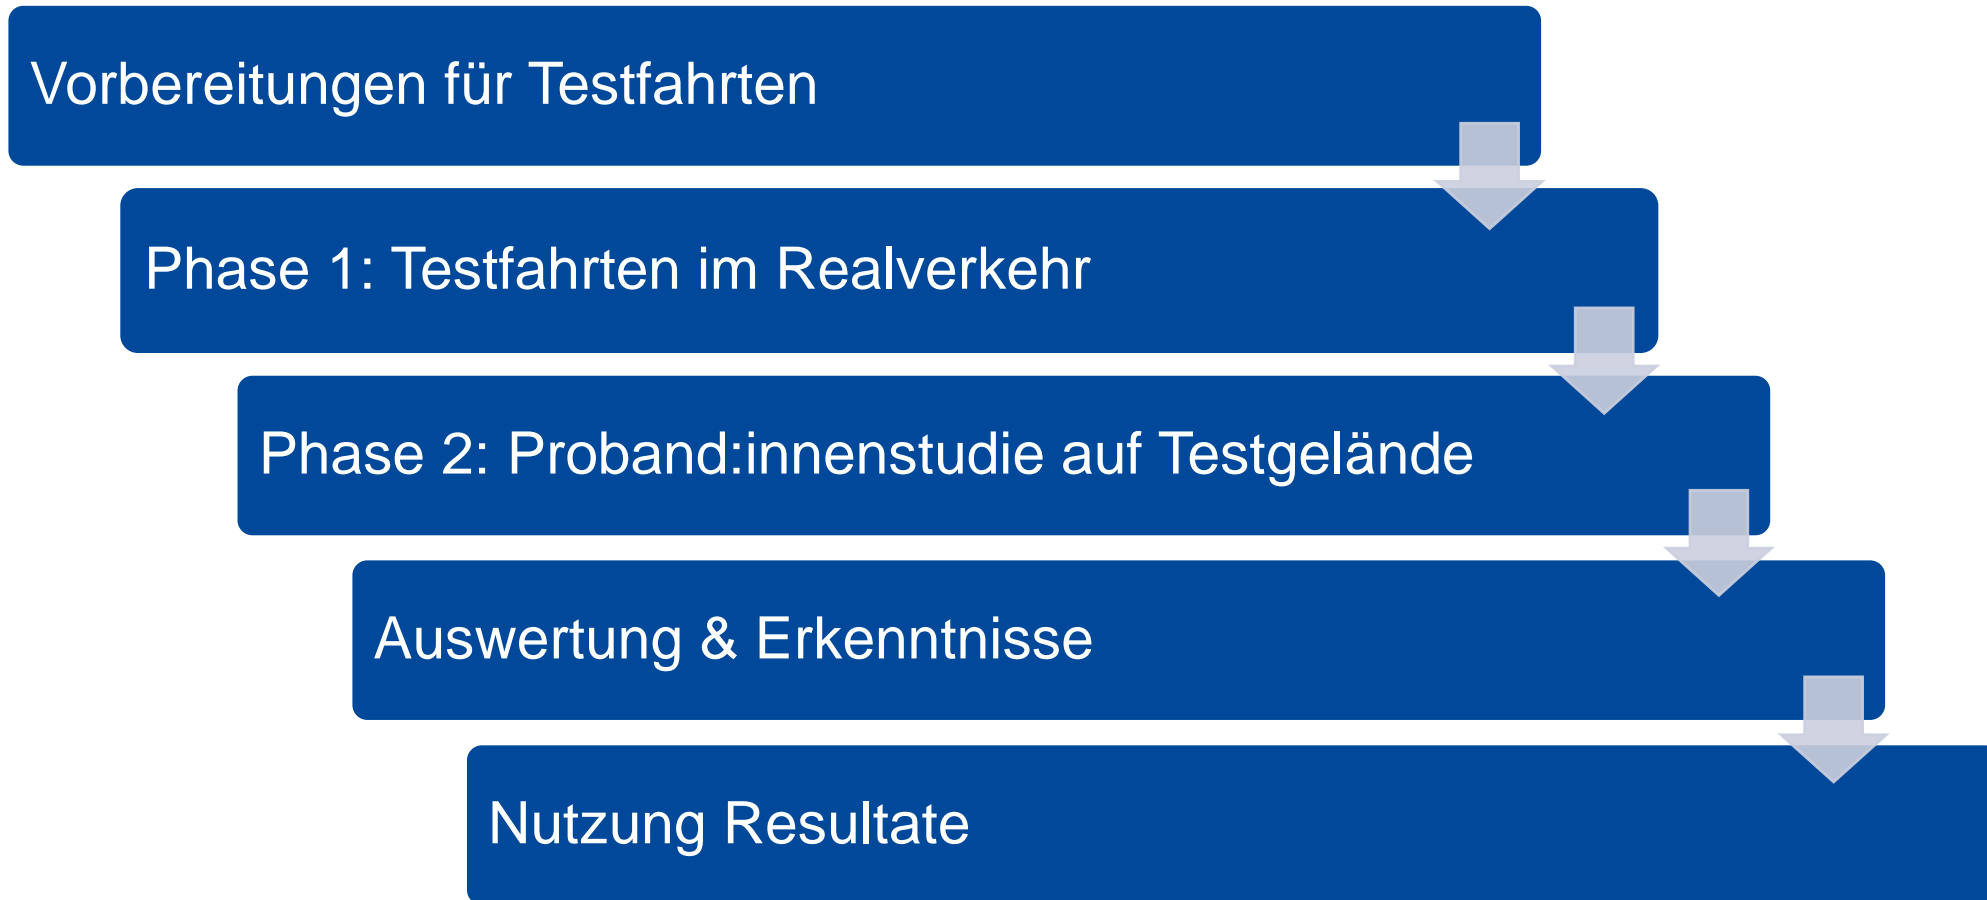 Vorbereitungen für Testfahrten
Phase 1: Testfahrten im Realverkehr
Phase 2: Proband:innenstudie auf Testgelände
Auswertung & Erkenntnisse
Nutzung Resultate